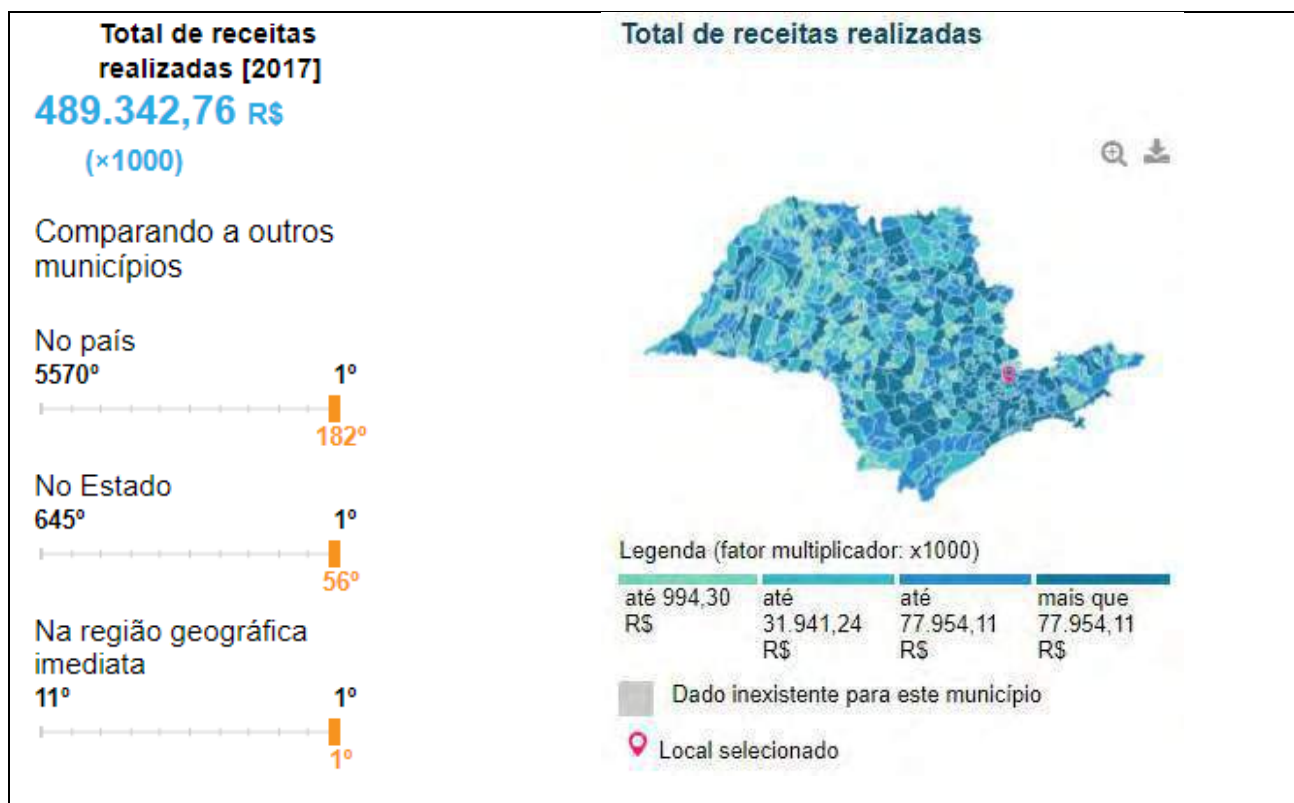 Total de receitas
realizadas [2017]
489.342,76 R$
(×1000)
Comparando a outros
municípios
No país
5570º 1º
182º
No Estado
645º 1º
56º
Na região geográfica
imediata
11º 1º
1º
Total de receitas realizadas
Legenda (fator multiplicador: x1000)
até 994,30
R$
até
31.941,24
R$
até
77.954,11
R$
mais que
77.954,11
R$
Dado inexistente para este município
Local selecionado